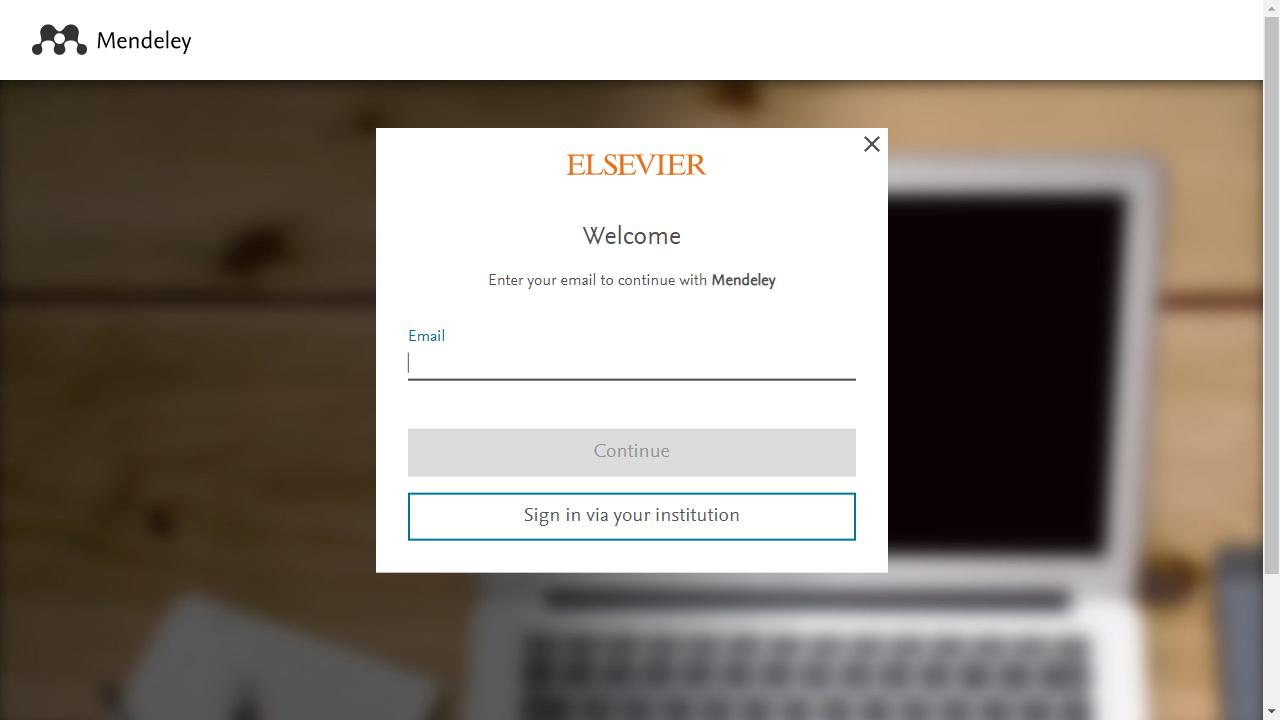 Mendeley
ELSEVIER
Welcome
Enter your email to continue with Mendeley
Email
Continue
Sign in via your institution